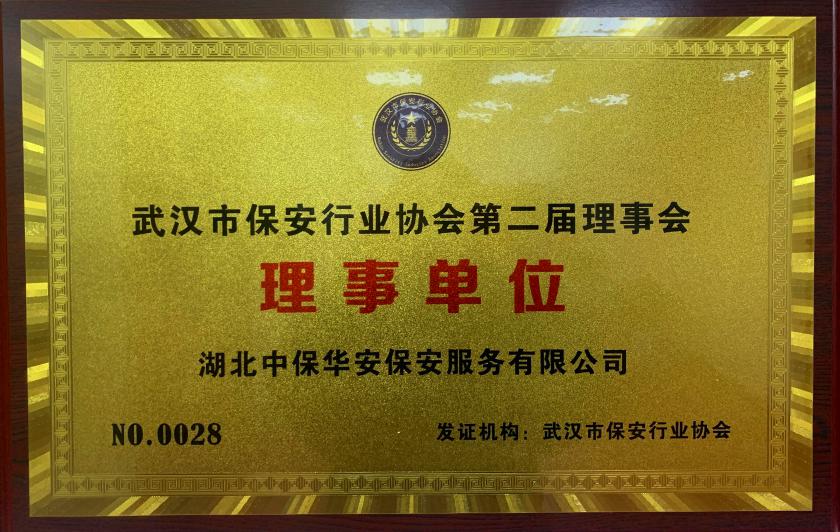 武汉市保安行业协会
武汉市保安行业协会第二届理事会
理事单位
湖北中保华安保安服务有限公司
NO.0028
发证机构：武汉市保安行业协会